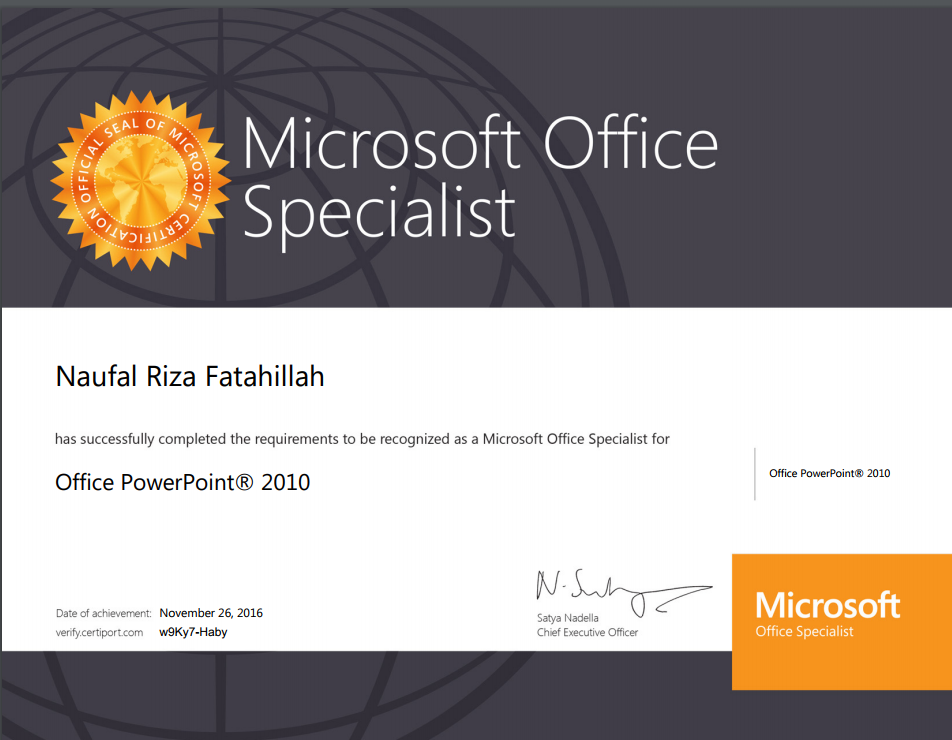 OFFICIAL SEAL OF MICROSOFT CERTIFICATION
Microsoft Office
Specialist
Naufal Riza Fatahillah
has successfully completed the requirements to be recognized as a Microsoft Office Specialist for
Office PowerPoint® 2010
Office PowerPoint® 2010
Date of achievement: November 26, 2016
verify.certiport.com w9Ky7-Haby
Satya Nadella
Chief Executive Officer
Microsoft
Office Specialist